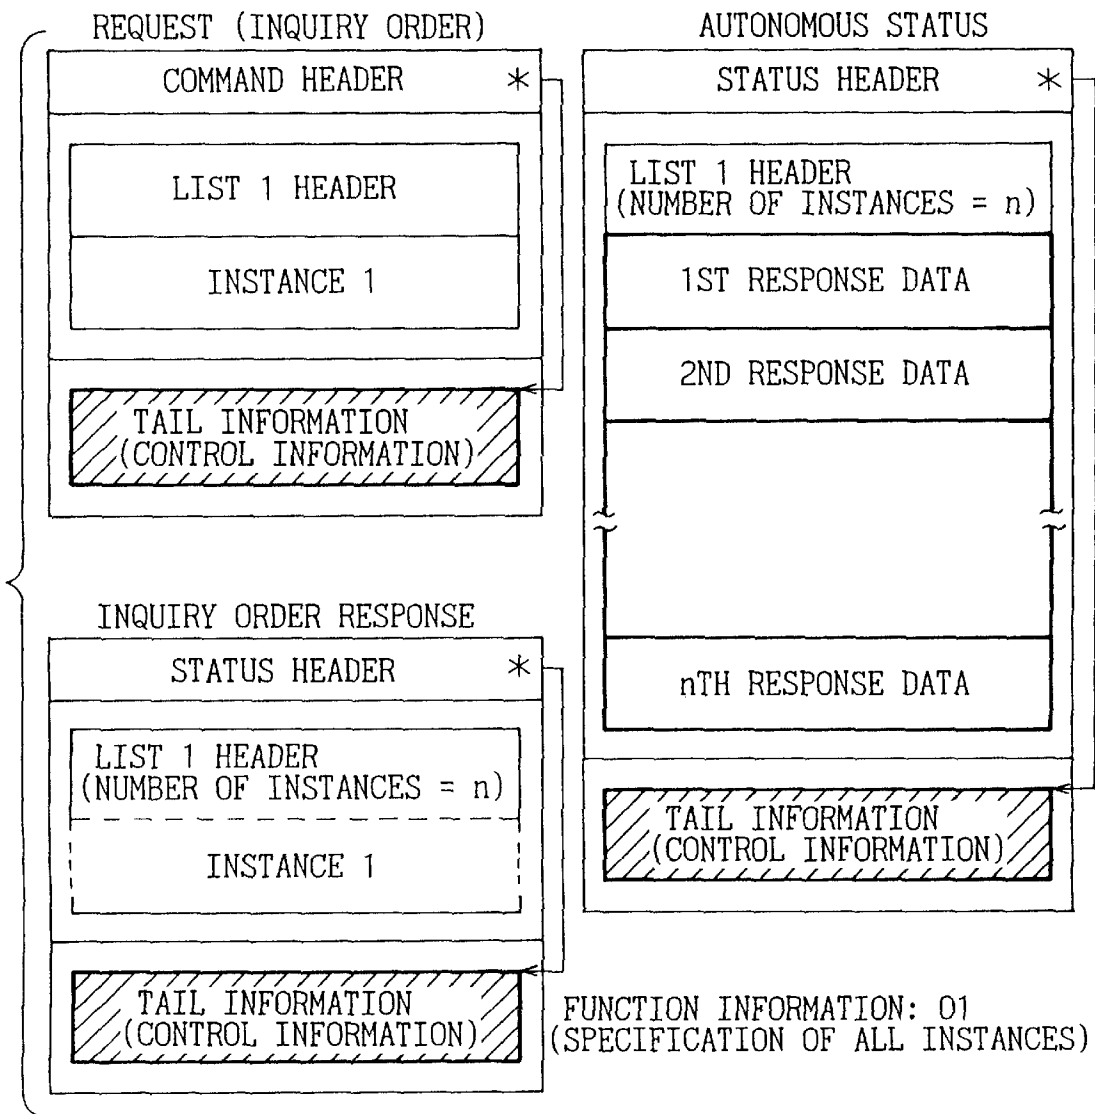 REQUEST (INQUIRY ORDER)
COMMAND HEADER *
LIST 1 HEADER
INSTANCE 1
TAIL INFORMATION
(CONTROL INFORMATION)
INQUIRY ORDER RESPONSE
STATUS HEADER *
LIST 1 HEADER
(NUMBER OF INSTANCES = n)
INSTANCE 1
TAIL INFORMATION
(CONTROL INFORMATION)
AUTONOMOUS STATUS
STATUS HEADER *
LIST 1 HEADER
(NUMBER OF INSTANCES = n)
1ST RESPONSE DATA
2ND RESPONSE DATA
nTH RESPONSE DATA
TAIL INFORMATION
(CONTROL INFORMATION)
FUNCTION INFORMATION: 01
(SPECIFICATION OF ALL INSTANCES)